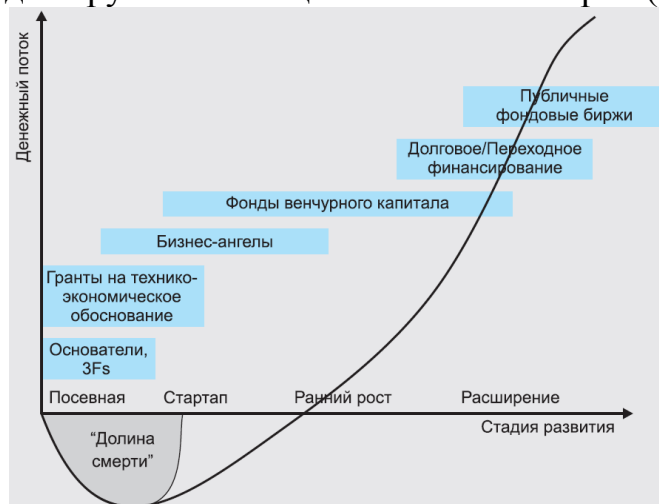 Денежный поток
Публичные
фондовые биржи
Долговое/Переходное
финансирование
Фонды венчурного капитала
Бизнес-ангелы
Гранты на технико-
экономическое
обоснование
Основатели,
3Fs
Посевная
Стартап
Ранний рост
Расширение
Стадия развития
“Долина
смерти”